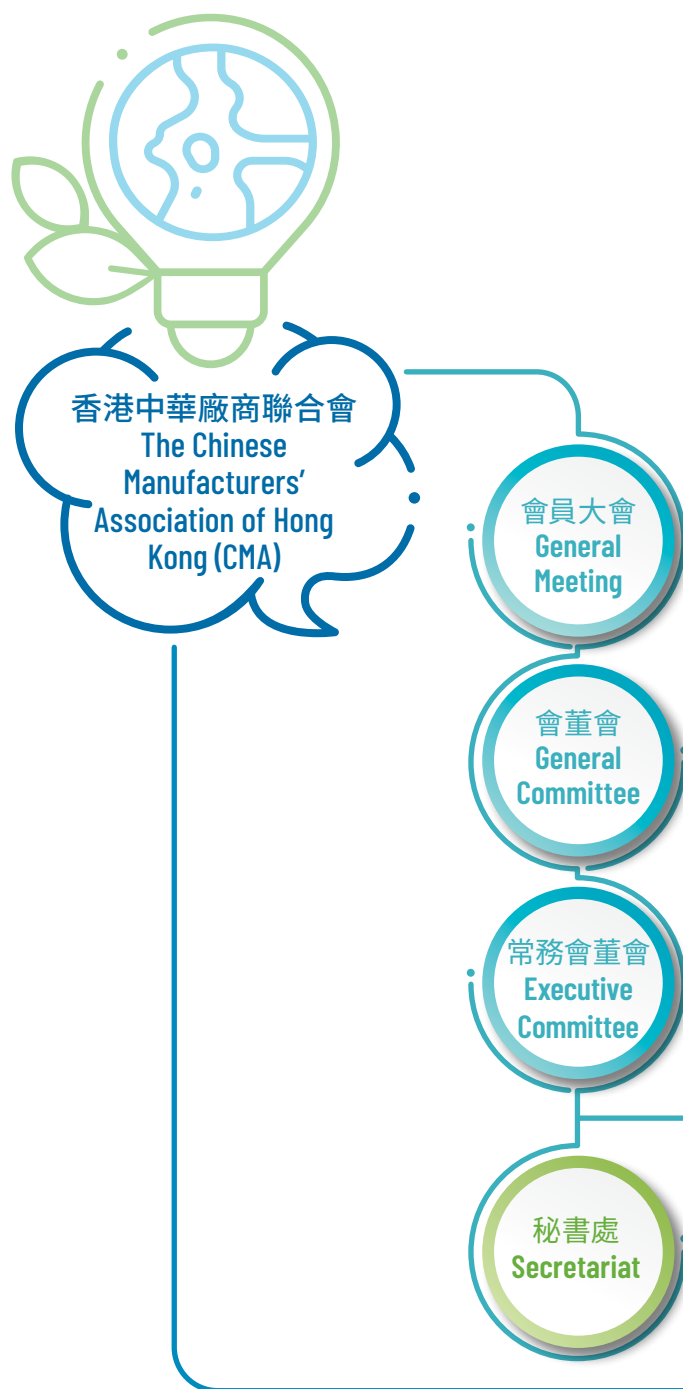 香港中華廠商聯合會
The Chinese
Manufacturers’
Association of Hong
Kong (CMA)
會員大會
General
Meeting
會董會
General
Committee
常務會董會
Executive
Committee
秘書處
Secretariat